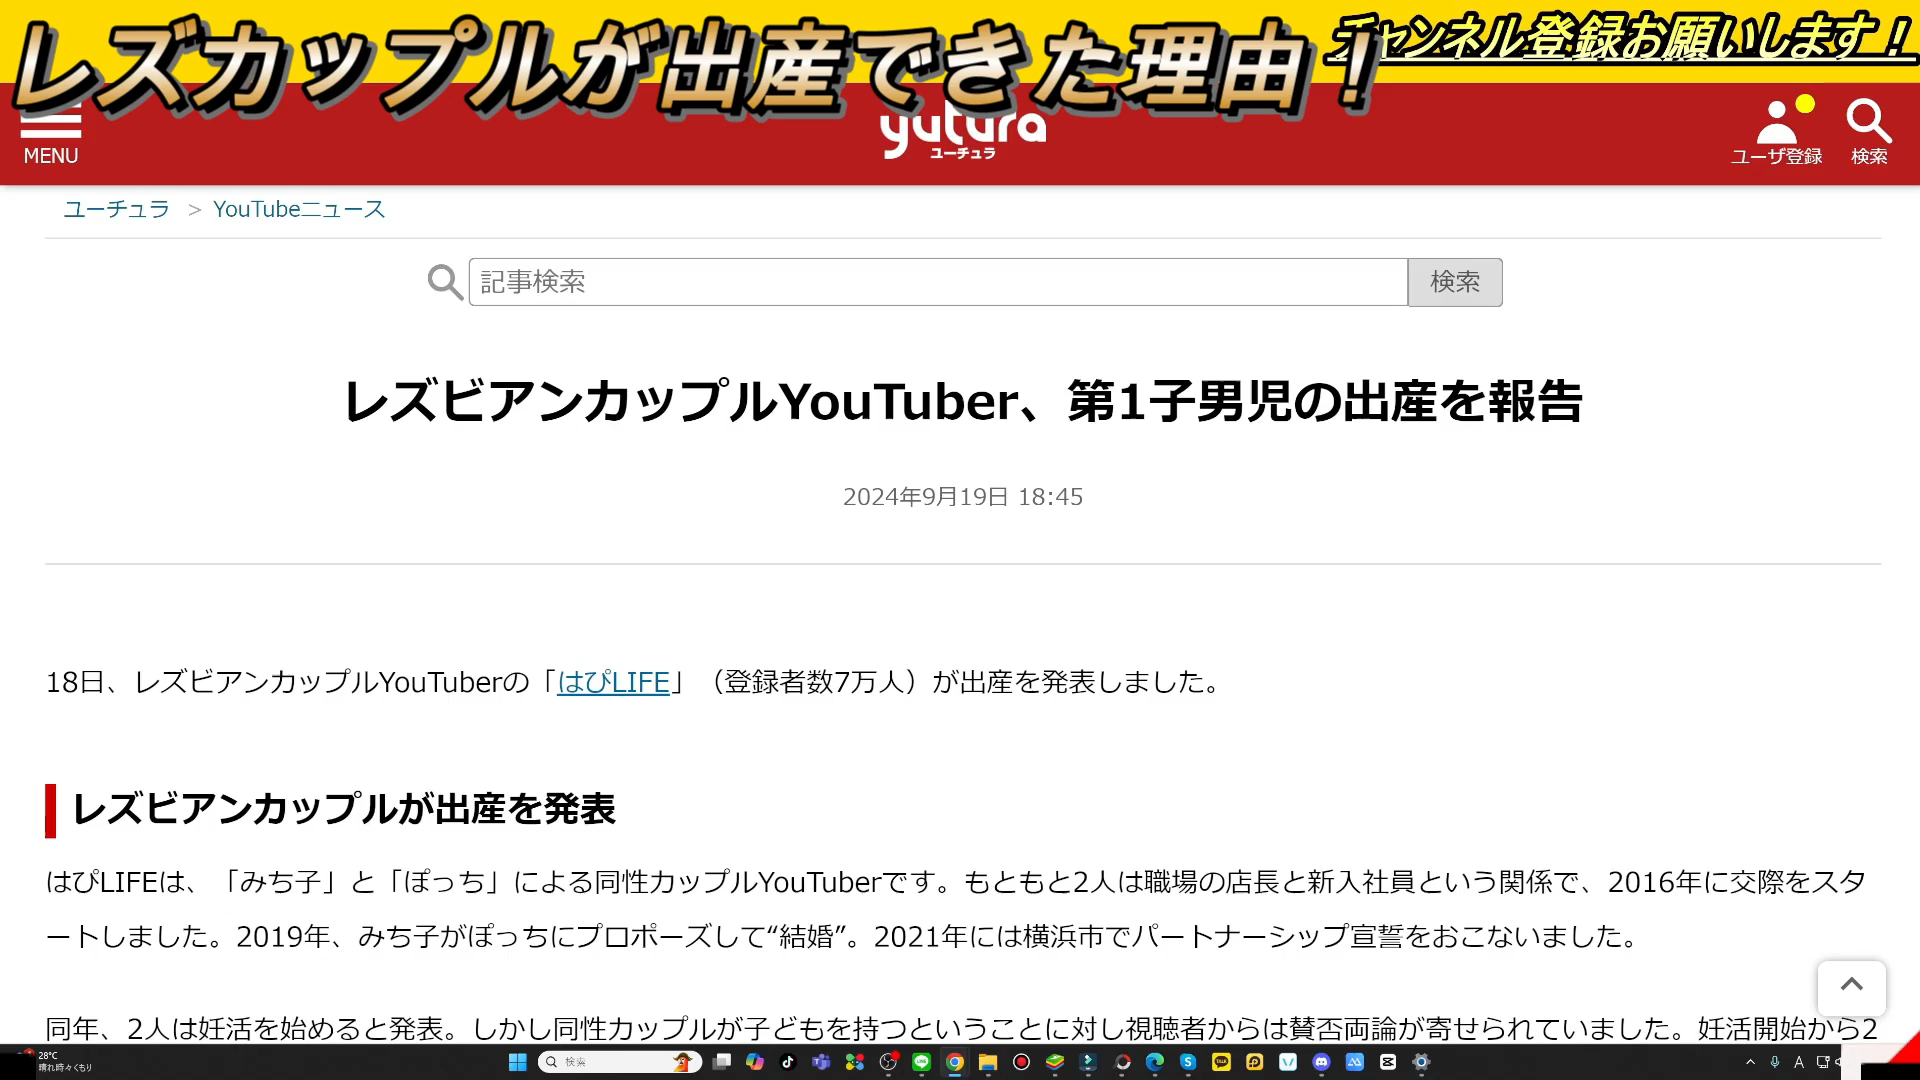 レズカップルが出産できた理由！
チャンネル登録お願いします！
MENU
yutura
ユーチュラ
ユーザ登録
検索
ユーチュラ > YouTubeニュース
記事検索
検索
レズビアンカップルYouTuber、第1子男児の出産を報告
2024年9月19日 18:45
18日、レズビアンカップルYouTuberの「はぴLIFE」（登録者数7万人）が出産を発表しました。
レズビアンカップルが出産を発表
はぴLIFEは、「みち子」と「ぽっち」による同性カップルYouTuberです。もともと2人は職場の店長と新入社員という関係で、2016年に交際をスタ
ートしました。2019年、みち子がぽっちにプロポーズして“結婚”。2021年には横浜市でパートナーシップ宣誓をおこないました。
同年、2人は妊活を始めると発表。しかし同性カップルが子どもを持つということに対し視聴者からは賛否両論が寄せられていました。妊活開始から2
28°C
晴れ時々くもり
検索
A